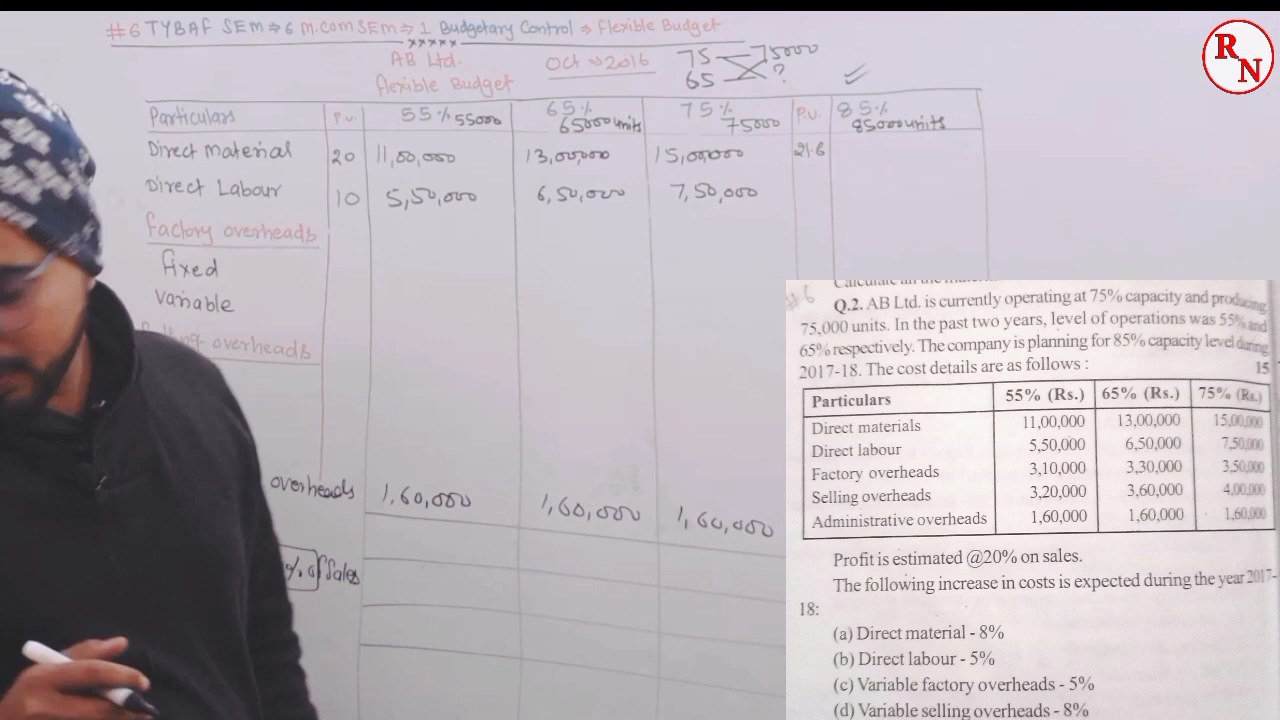 #6 TYBAF SEM ⇒ 6 M.COM SEM ⇒ 1 Budgetary Control ⇒ Flexible Budget
xxxxx
AB Ltd. Oct ⇒ 2016
Flexible Budget
75 75000
65 ?
R
N
Particulars P.U. 55% 55000 65% 65000 units 75% 75000 P.U. 85% 85000 units
Direct Material 20 11,00,000 13,00,000 15,00,000 21.6
Direct Labour 10 5,50,000 6,50,000 7,50,000
Factory overheads
Fixed
Variable
overheads
overheads 1,60,000 1,60,000 1,60,000
% of Sales
#6
Q.2. AB Ltd. is currently operating at 75% capacity and producing
75,000 units. In the past two years, level of operations was 55% and
65% respectively. The company is planning for 85% capacity level during
2017-18. The cost details are as follows : 15
Particulars 55% (Rs.) 65% (Rs.) 75% (Rs.)
Direct materials 11,00,000 13,00,000 15,00,000
Direct labour 5,50,000 6,50,000 7,50,000
Factory overheads 3,10,000 3,30,000 3,50,000
Selling overheads 3,20,000 3,60,000 4,00,000
Administrative overheads 1,60,000 1,60,000 1,60,000
Profit is estimated @20% on sales.
The following increase in costs is expected during the year 2017-
18:
(a) Direct material - 8%
(b) Direct labour - 5%
(c) Variable factory overheads - 5%
(d) Variable selling overheads - 8%